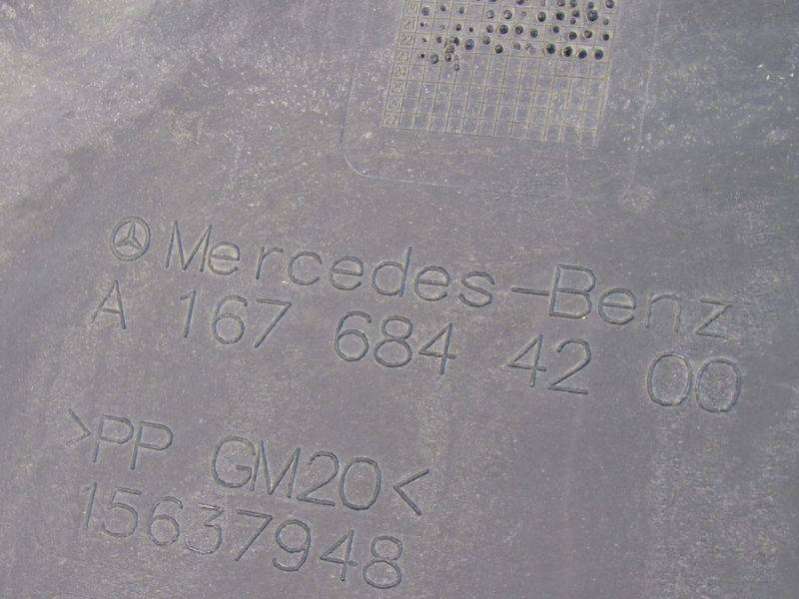 Mercedes-Benz
A 167 684 42 00
>PP GM20<
15637948